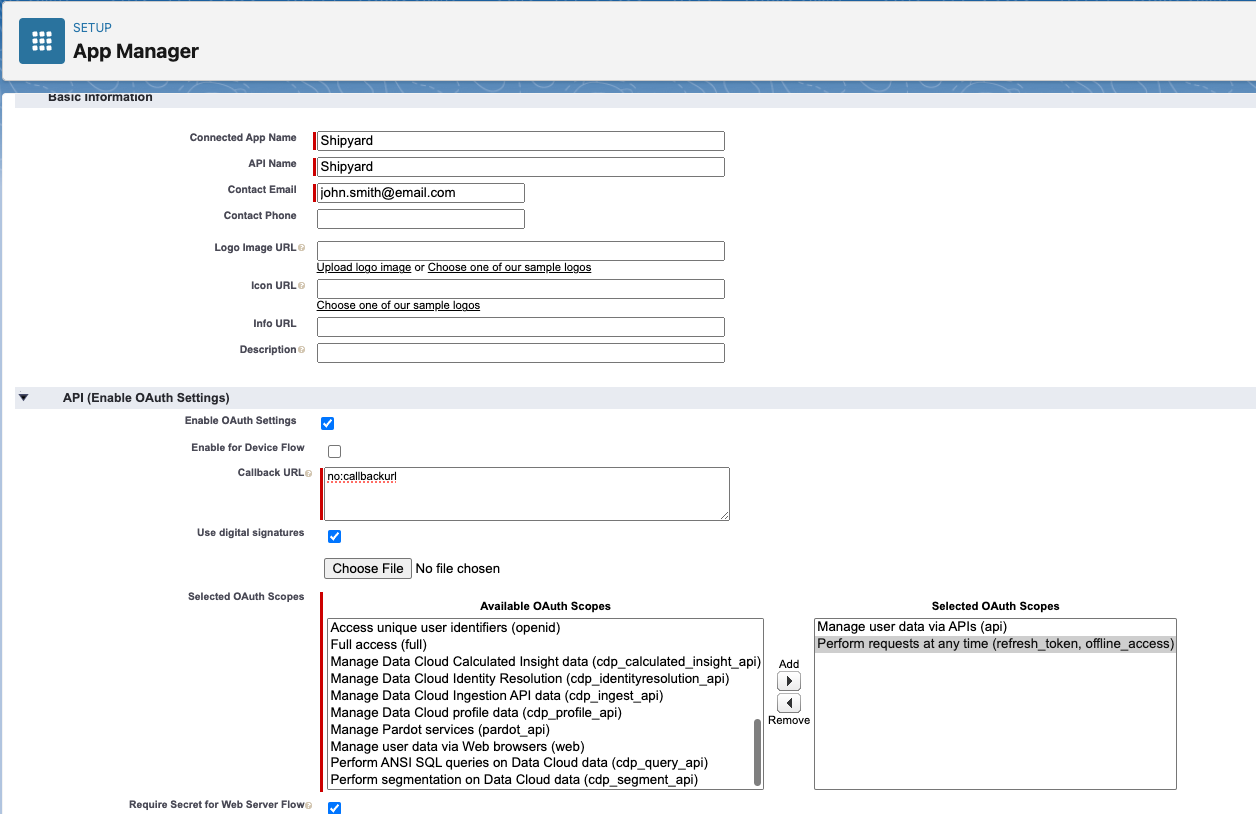 SETUP
App Manager
Basic Information
Connected App Name Shipyard
API Name Shipyard
Contact Email john.smith@email.com
Contact Phone
Logo Image URL
Upload logo image or Choose one of our sample logos
Icon URL
Choose one of our sample logos
Info URL
Description
API (Enable OAuth Settings)
Enable OAuth Settings
Enable for Device Flow
Callback URL no:callbackurl
Use digital signatures
Choose File No file chosen
Selected OAuth Scopes
Available OAuth Scopes
Access unique user identifiers (openid)
Full access (full)
Manage Data Cloud Calculated Insight data (cdp_calculated_insight_api)
Manage Data Cloud Identity Resolution (cdp_identityresolution_api)
Manage Data Cloud Ingestion API data (cdp_ingest_api)
Manage Data Cloud profile data (cdp_profile_api)
Manage Pardot services (pardot_api)
Manage user data via Web browsers (web)
Perform ANSI SQL queries on Data Cloud data (cdp_query_api)
Perform segmentation on Data Cloud data (cdp_segment_api)
Add
Remove
Selected OAuth Scopes
Manage user data via APIs (api)
Perform requests at any time (refresh_token, offline_access)
Require Secret for Web Server Flow